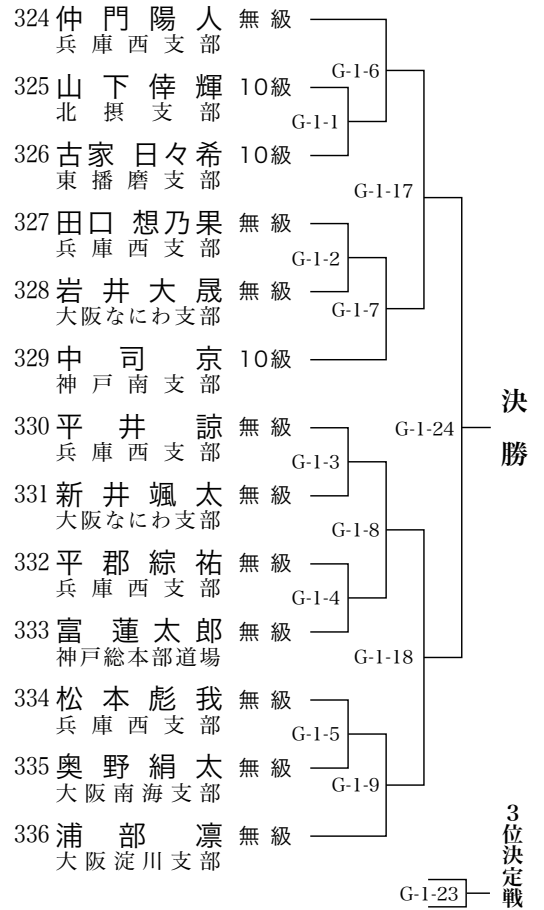 324 仲門陽人 無級
兵庫西支部
G-1-6
325 山下倖輝 10級
北摂支部
G-1-1
326 古家 日々希 10級
東播磨支部
G-1-17
327 田口 想乃果 無級
兵庫西支部
G-1-2
328 岩井大晟 無級
大阪なにわ支部
G-1-7
329 中司京 10級
神戸南支部
決勝
330 平井諒 無級
兵庫西支部
G-1-24
G-1-3
331 新井颯太 無級
大阪なにわ支部
G-1-8
332 平郡綜祐 無級
兵庫西支部
G-1-4
333 富蓮太郎 無級
神戸総本部道場
G-1-18
334 松本彪我 無級
兵庫西支部
G-1-5
335 奥野絹太 無級
大阪南海支部
G-1-9
336 浦部凛 無級
大阪淀川支部
3位決定戦
G-1-23